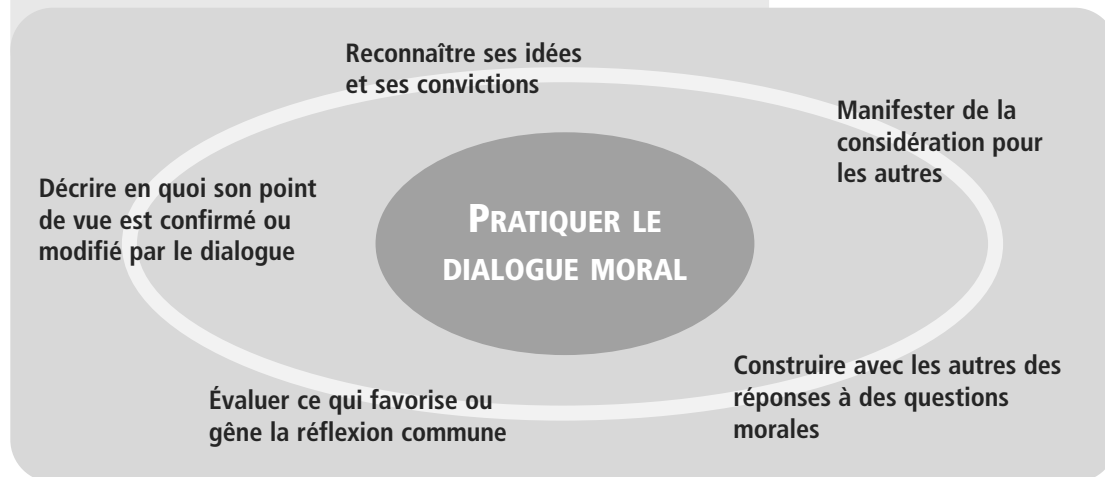 Reconnaître ses idées
et ses convictions
Manifester de la
considération pour
les autres
Décrire en quoi son point
de vue est confirmé ou
modifié par le dialogue
PRATIQUER LE
DIALOGUE MORAL
Construire avec les autres des
réponses à des questions
morales
Évaluer ce qui favorise ou
gêne la réflexion commune